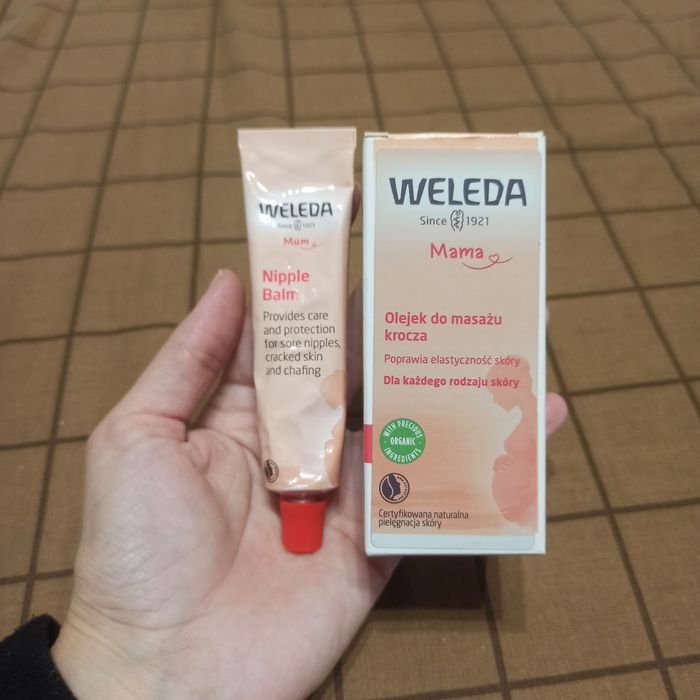 WELEDA
Since 1921
Mum
Nipple
Balm
Provides care
and protection
for sore nipples,
cracked skin
and chafing
WELEDA
Since 1921
Mama
Olejek do masażu
krocza
Poprawia elastyczność skóry
Dla każdego rodzaju skóry
WITH PRECIOUS
ORGANIC
INGREDIENTS
Certyfikowana naturalna
pielęgnacja skóry